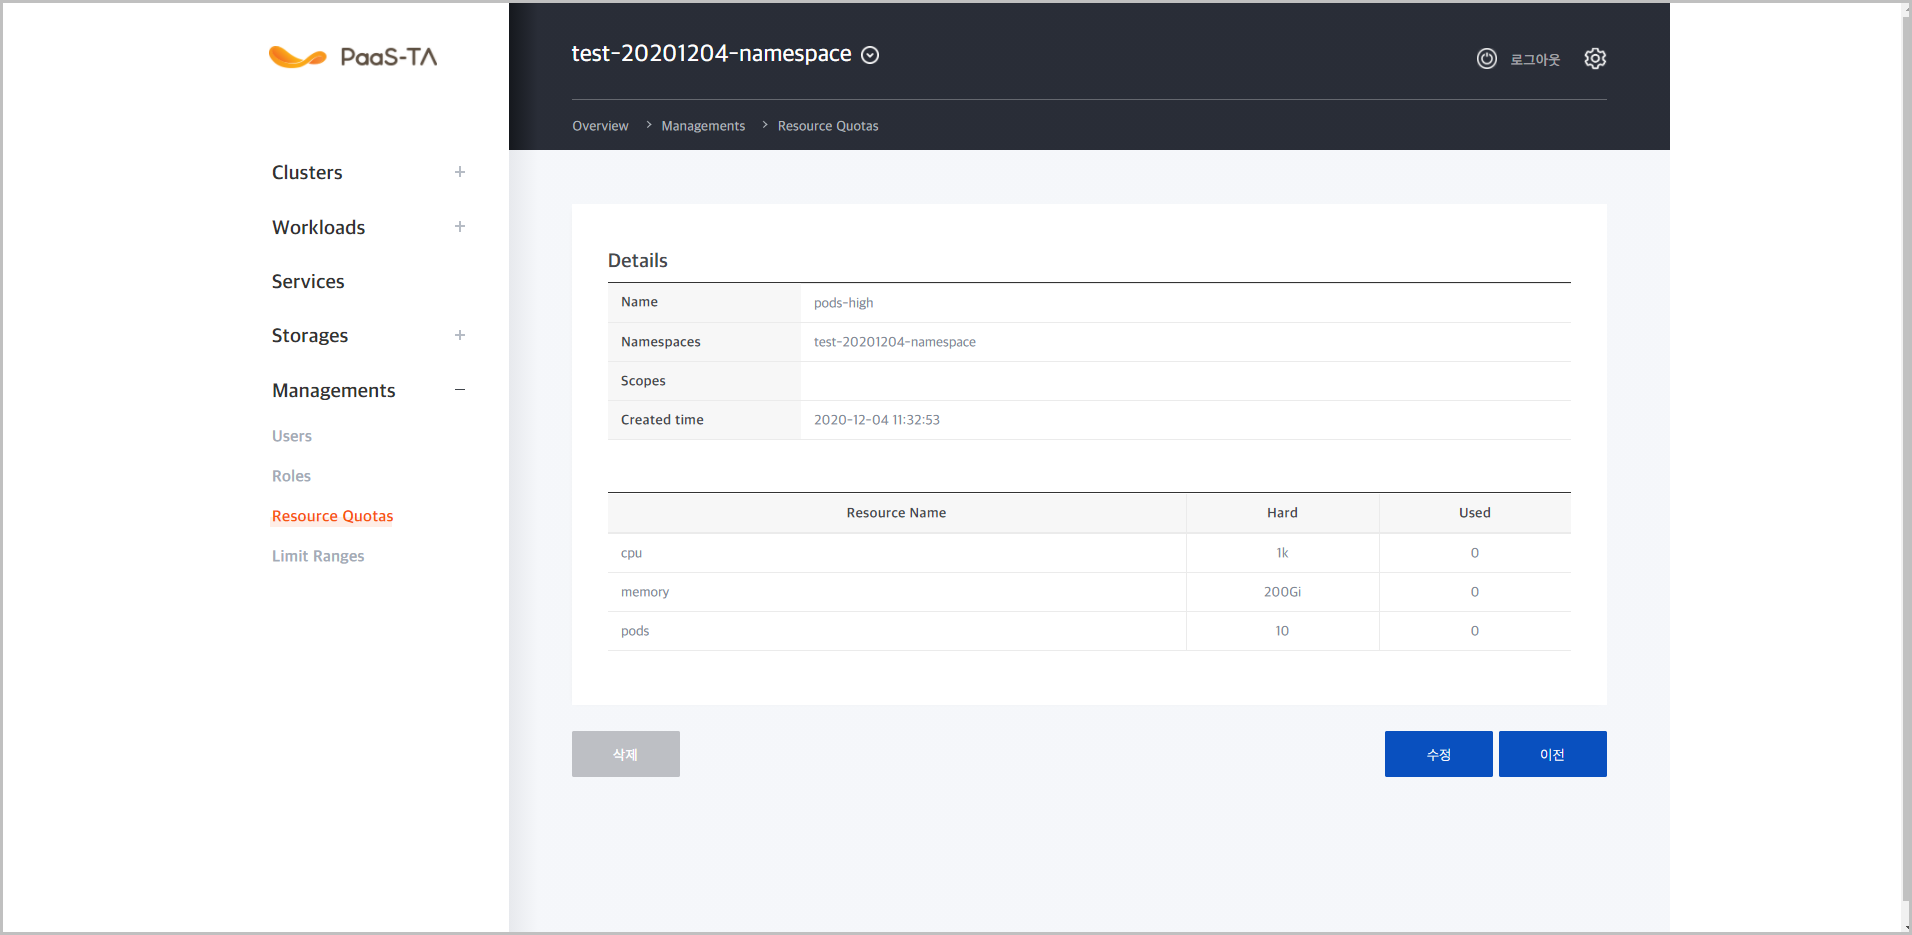 PaaS-TA
test-20201204-namespace
로그아웃
Overview > Managements > Resource Quotas
Clusters +
Workloads +
Services
Storages +
Managements −
Users
Roles
Resource Quotas
Limit Ranges
Details
Name pods-high
Namespaces test-20201204-namespace
Scopes
Created time 2020-12-04 11:32:53
Resource Name Hard Used
cpu 1k 0
memory 200Gi 0
pods 10 0
삭제 수정 이전